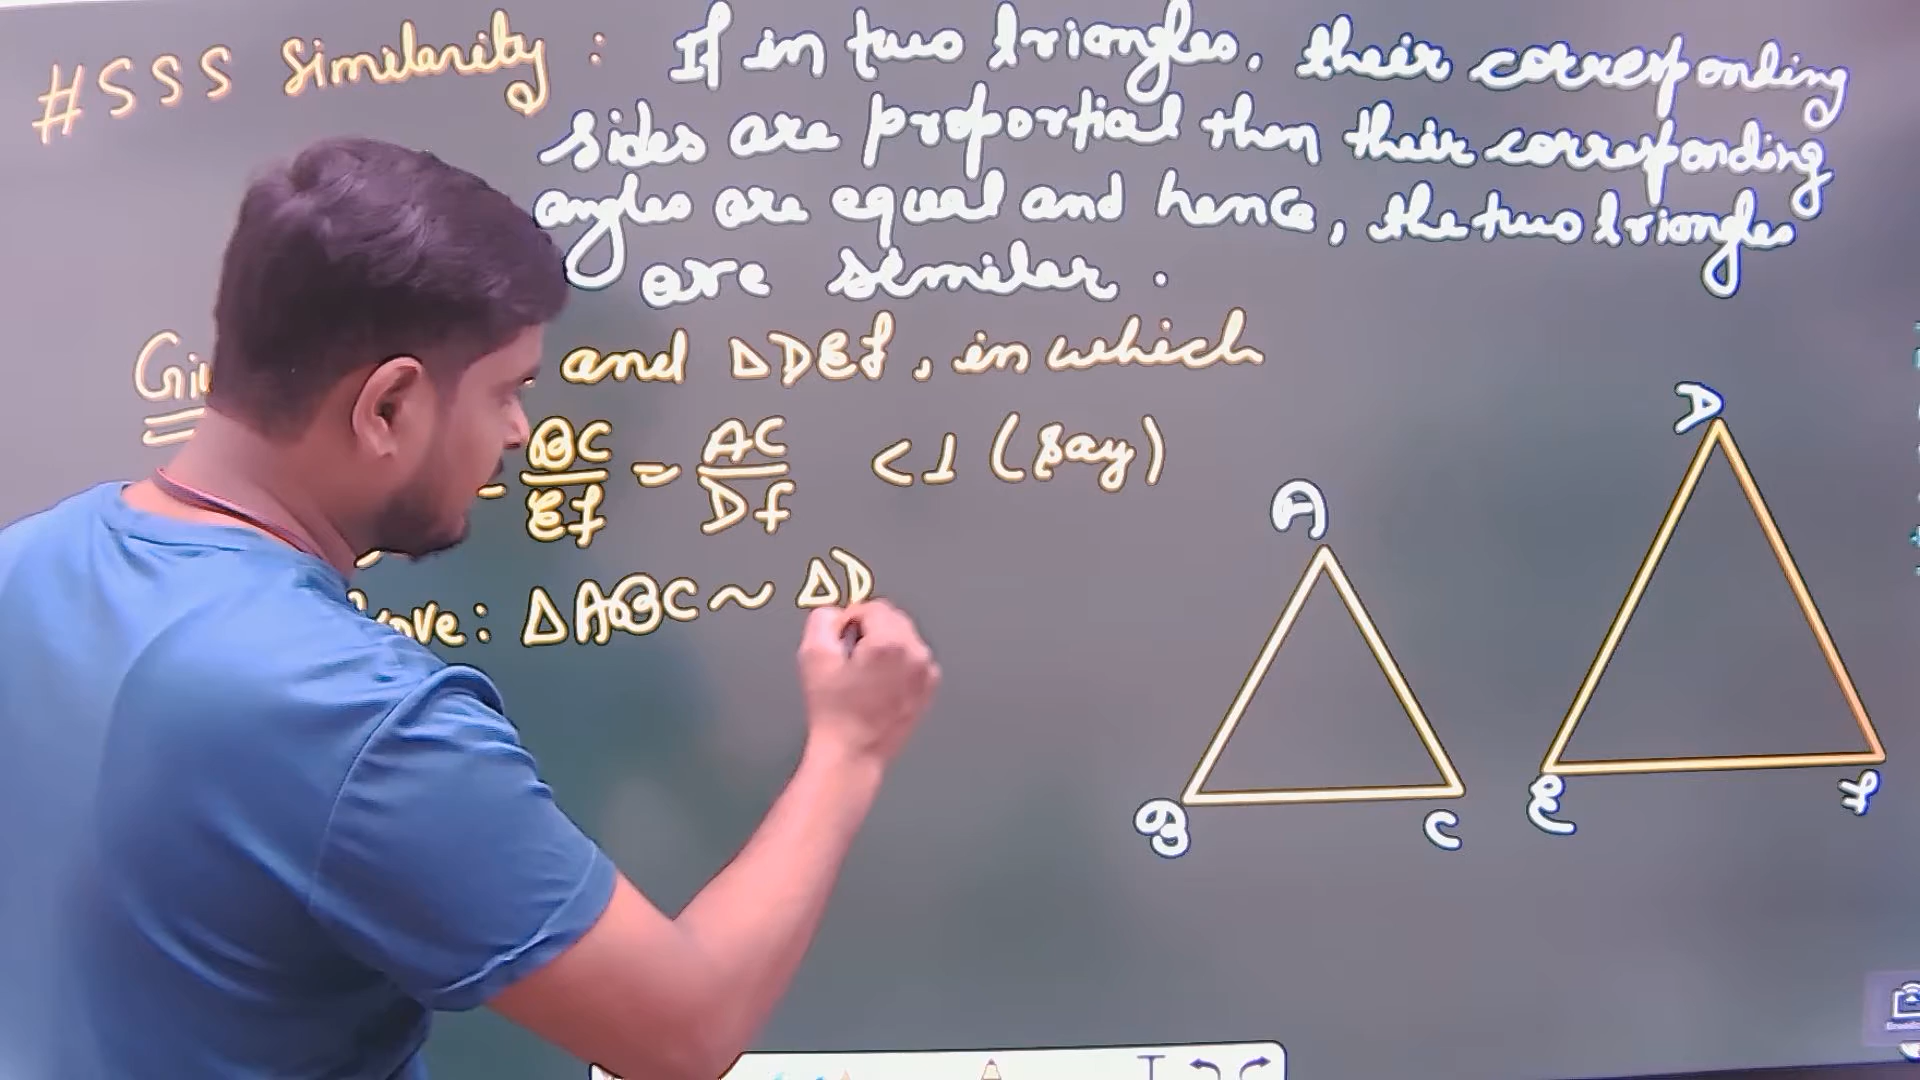 #SSS Similarity : If in two triangles, their corresponding
sides are proportial then their corresponding
angles are equal and hence, the two triangles
are similar.
and ΔDEF, in which
= BC/EF = AC/DF < 1 (say)
: ΔABC ~ ΔD
D
A
B
C
E
F